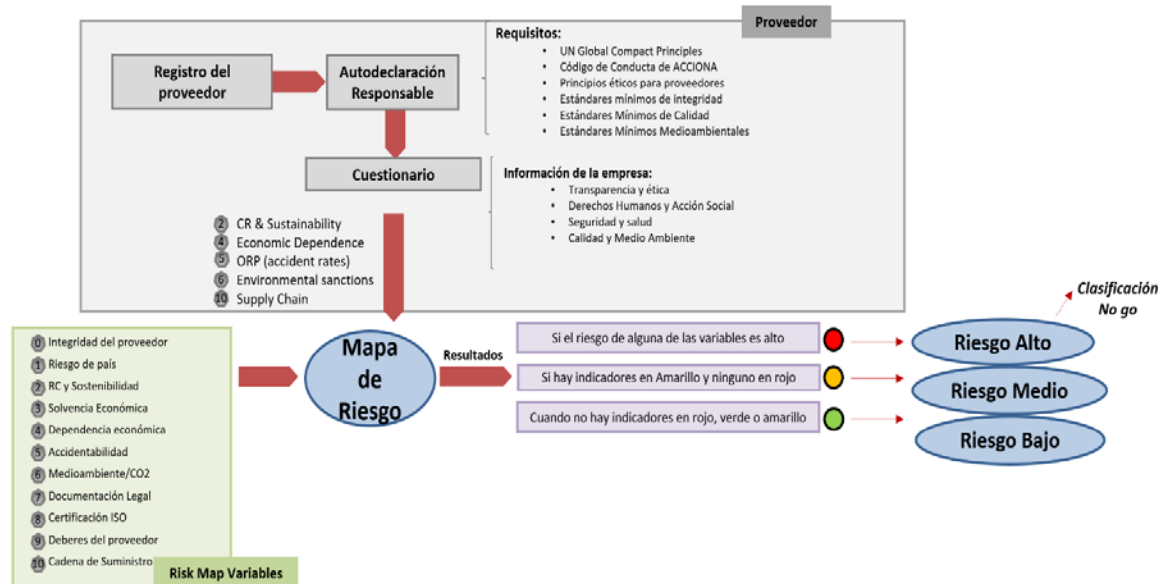 Proveedor
Registro del
proveedor
Autodeclaración
Responsable
Requisitos:
• UN Global Compact Principles
• Código de Conducta de ACCIONA
• Principios éticos para proveedores
• Estándares mínimos de integridad
• Estándares Mínimos de Calidad
• Estándares Mínimos Medioambientales
Cuestionario
Información de la empresa:
• Transparencia y ética
• Derechos Humanos y Acción Social
• Seguridad y salud
• Calidad y Medio Ambiente
2 CR & Sustainability
4 Economic Dependence
5 ORP (accident rates)
6 Environmental sanctions
10 Supply Chain
0 Integridad del proveedor
1 Riesgo de país
2 RC y Sostenibilidad
3 Solvencia Económica
4 Dependencia económica
5 Accidentabilidad
6 Medioambiente/CO2
7 Documentación Legal
8 Certificación ISO
9 Deberes del proveedor
10 Cadena de Suministro
Risk Map Variables
Mapa
de
Riesgo
Resultados
Si el riesgo de alguna de las variables es alto
Si hay indicadores en Amarillo y ninguno en rojo
Cuando no hay indicadores en rojo, verde o amarillo
Clasificación
No go
Riesgo Alto
Riesgo Medio
Riesgo Bajo